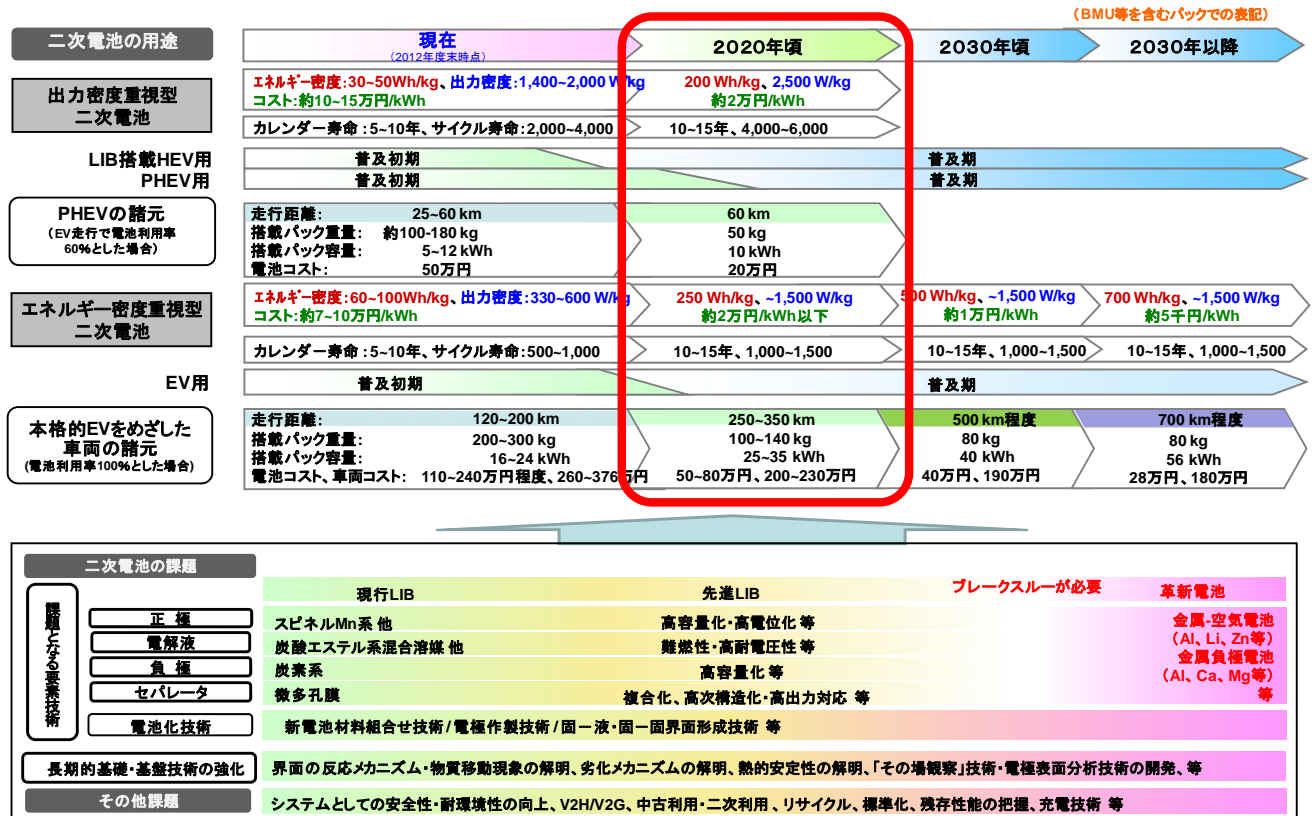 (BMU等を含むパックでの表記)
二次電池の用途
現在
(2012年度末時点)
2020年頃
2030年頃
2030年以降
出力密度重視型
二次電池
エネルギー密度:30~50Wh/kg、出力密度:1,400~2,000 W/kg
コスト:約10~15万円/kWh
200 Wh/kg、2,500 W/kg
約2万円/kWh
カレンダー寿命:5~10年、サイクル寿命:2,000~4,000
10~15年、4,000~6,000
LIB搭載HEV用
普及初期
普及期
PHEV用
普及初期
普及期
PHEVの諸元
(EV走行で電池利用率
60%とした場合)
走行距離: 25~60 km
60 km
搭載パック重量: 約100-180 kg
50 kg
搭載パック容量: 5~12 kWh
10 kWh
電池コスト: 50万円
20万円
エネルギー密度重視型
二次電池
エネルギー密度:60~100Wh/kg、出力密度:330~600 W/kg
コスト:約7~10万円/kWh
250 Wh/kg、~1,500 W/kg
約2万円/kWh以下
500 Wh/kg、~1,500 W/kg
約1万円/kWh
700 Wh/kg、~1,500 W/kg
約5千円/kWh
カレンダー寿命:5~10年、サイクル寿命:500~1,000
10~15年、1,000~1,500
10~15年、1,000~1,500
10~15年、1,000~1,500
EV用
普及初期
普及期
本格的EVをめざした
車両の諸元
(電池利用率100%とした場合)
走行距離: 120~200 km
250~350 km
500 km程度
700 km程度
搭載パック重量: 200~300 kg
100~140 kg
80 kg
80 kg
搭載パック容量: 16~24 kWh
25~35 kWh
40 kWh
56 kWh
電池コスト、車両コスト: 110~240万円程度、260~376万円
50~80万円、200~230万円
40万円、190万円
28万円、180万円
二次電池の課題
現行LIB
先進LIB
ブレークスルーが必要
革新電池
課題となる要素技術
正 極
スピネルMn系 他
高容量化・高電位化 等
電解液
炭酸エステル系混合溶媒 他
難燃性・高耐電圧性 等
負 極
炭素系
高容量化 等
セパレータ
微多孔膜
複合化、高次構造化・高出力対応 等
金属-空気電池
(Al、Li、Zn等)
金属負極電池
(Al、Ca、Mg等)
等
電池化技術
新電池材料組合せ技術/電極作製技術/固-液・固-固界面形成技術 等
長期的基礎・基盤技術の強化
界面の反応メカニズム・物質移動現象の解明、劣化メカニズムの解明、熱的安定性の解明、「その場観察」技術・電極表面分析技術の開発、等
その他課題
システムとしての安全性・耐環境性の向上、V2H/V2G、中古利用・二次利用、リサイクル、標準化、残存性能の把握、充電技術 等